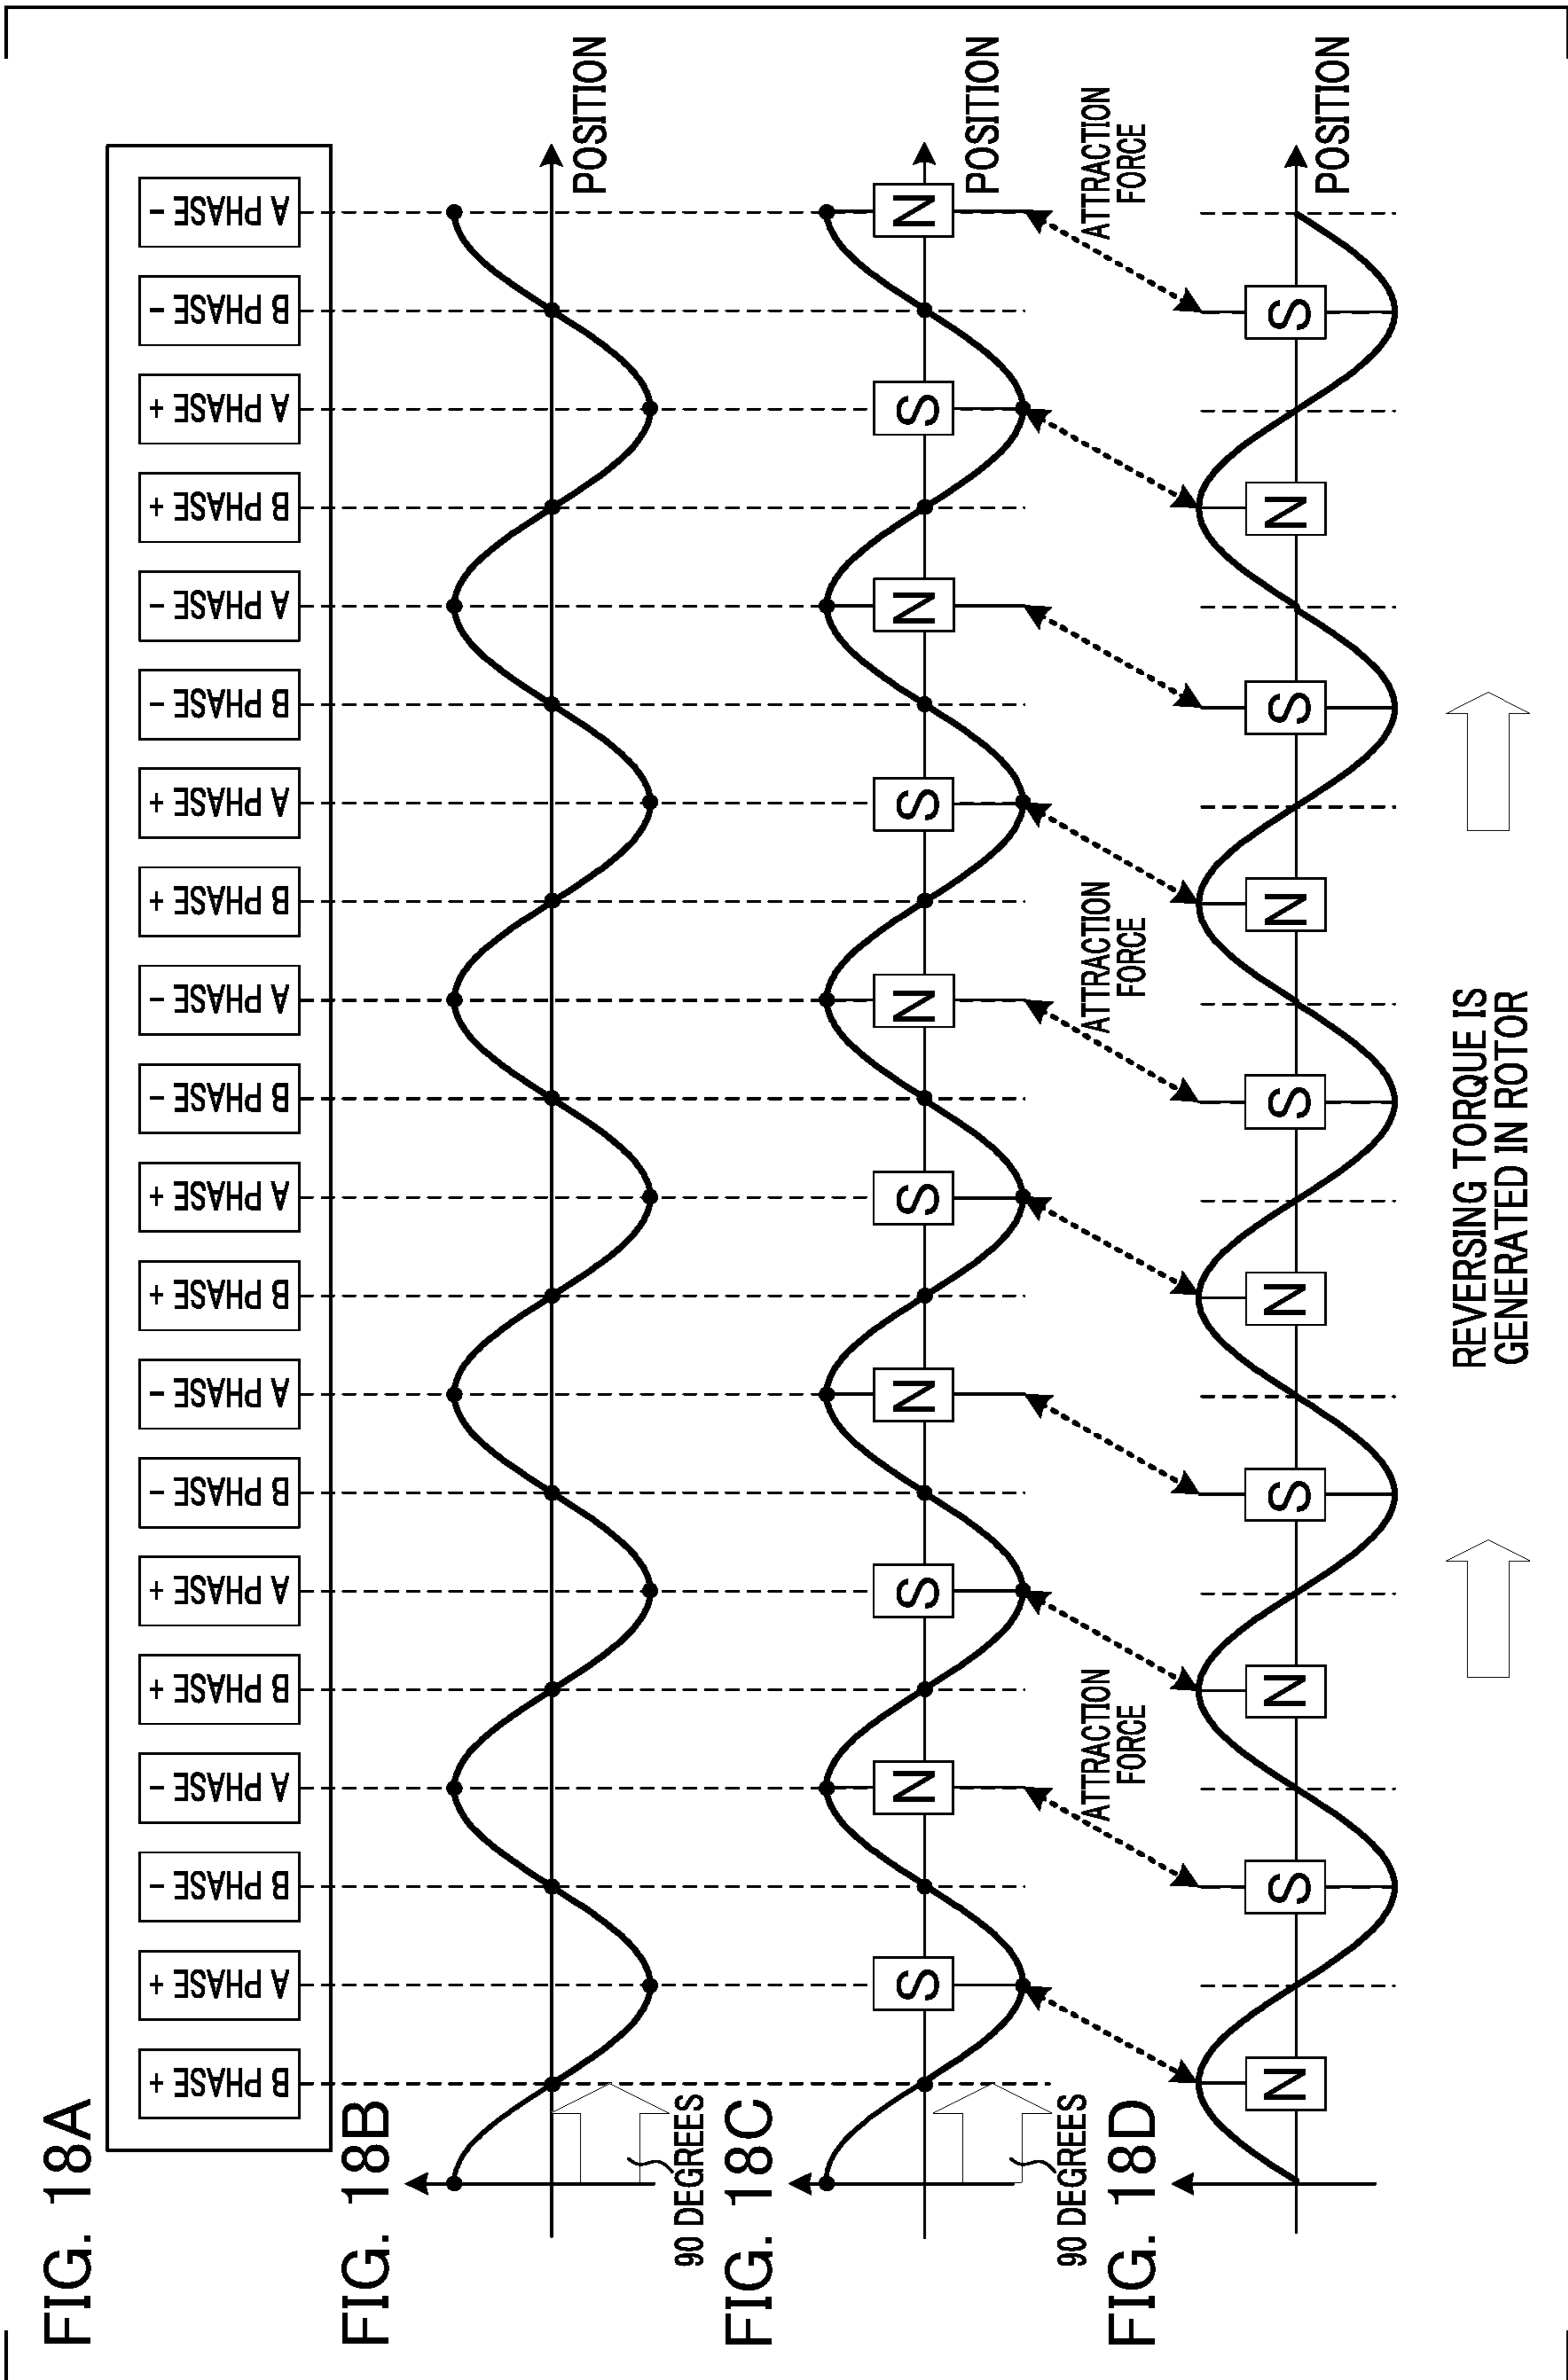 FIG. 18A
B PHASE +
A PHASE +
B PHASE -
A PHASE -
B PHASE +
A PHASE +
B PHASE -
A PHASE -
B PHASE +
A PHASE +
B PHASE -
A PHASE -
B PHASE +
A PHASE +
B PHASE -
A PHASE -
B PHASE +
A PHASE +
B PHASE -
A PHASE -
FIG. 18B
POSITION
90 DEGREES
FIG. 18C
S N S N S N S N S N
POSITION
90 DEGREES
ATTRACTION
FORCE
ATTRACTION
FORCE
ATTRACTION
FORCE
FIG. 18D
N S N S N S N S N S
POSITION
REVERSING TORQUE IS
GENERATED IN ROTOR